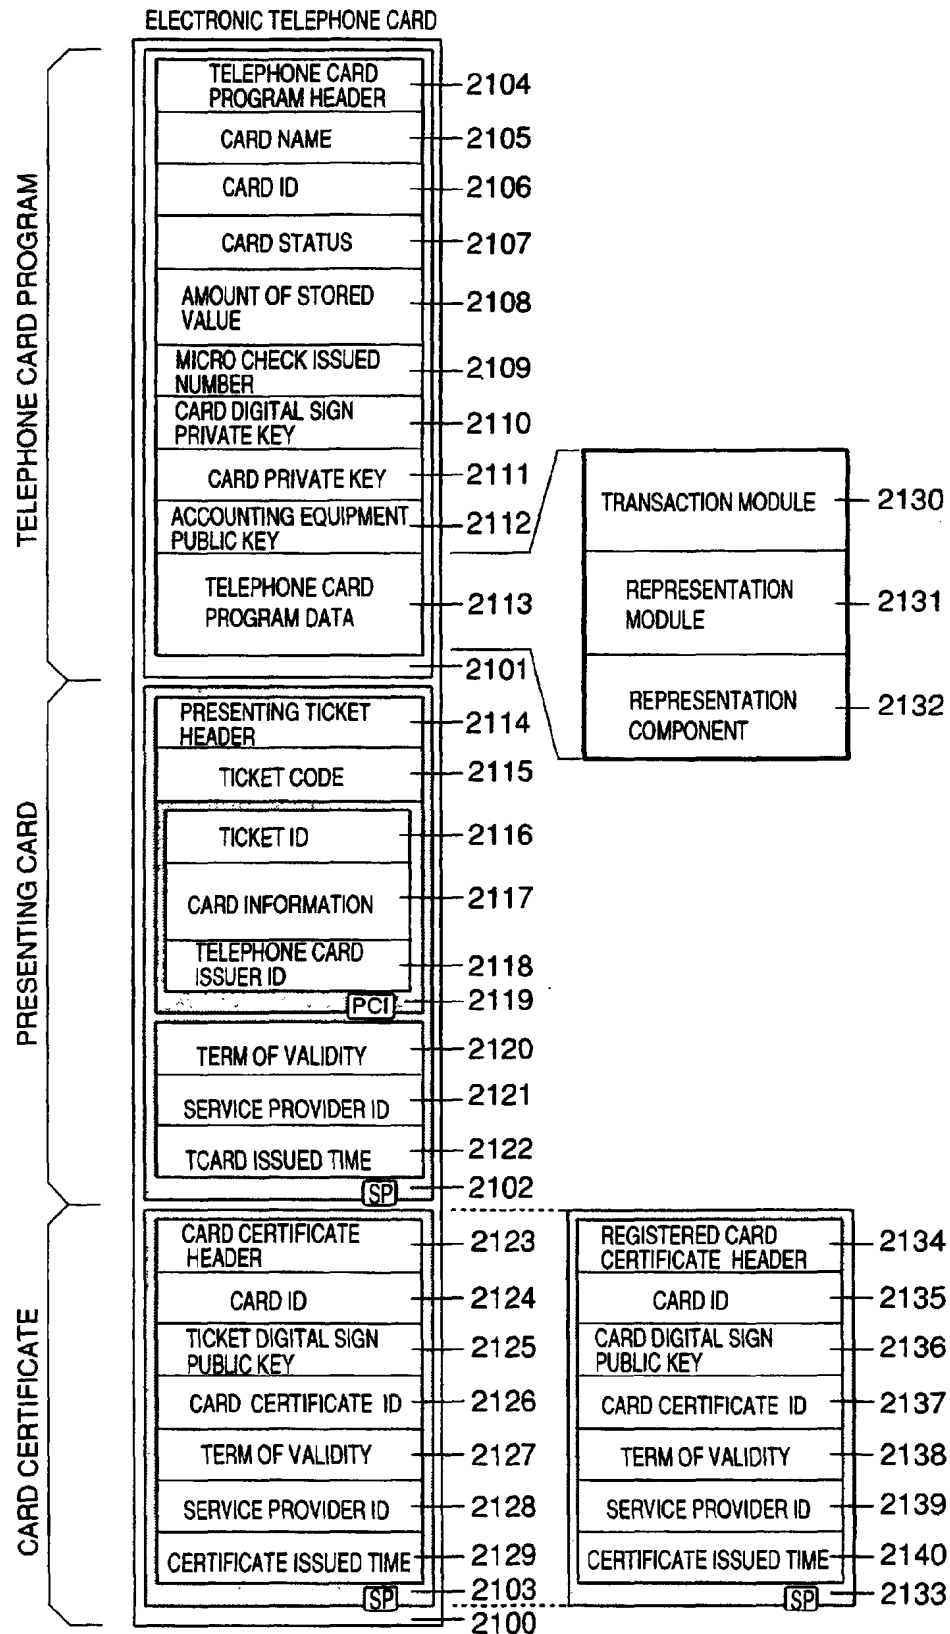 ELECTRONIC TELEPHONE CARD
TELEPHONE CARD PROGRAM
TELEPHONE CARD
PROGRAM HEADER
2104
CARD NAME
2105
CARD ID
2106
CARD STATUS
2107
AMOUNT OF STORED
VALUE
2108
MICRO CHECK ISSUED
NUMBER
2109
CARD DIGITAL SIGN
PRIVATE KEY
2110
CARD PRIVATE KEY
2111
ACCOUNTING EQUIPMENT
PUBLIC KEY
2112
TELEPHONE CARD
PROGRAM DATA
2113
2101
TRANSACTION MODULE
2130
REPRESENTATION
MODULE
2131
REPRESENTATION
COMPONENT
2132
PRESENTING CARD
PRESENTING TICKET
HEADER
2114
TICKET CODE
2115
TICKET ID
2116
CARD INFORMATION
2117
TELEPHONE CARD
ISSUER ID
2118
PCI
2119
TERM OF VALIDITY
2120
SERVICE PROVIDER ID
2121
TCARD ISSUED TIME
2122
SP
2102
CARD CERTIFICATE
CARD CERTIFICATE
HEADER
2123
CARD ID
2124
TICKET DIGITAL SIGN
PUBLIC KEY
2125
CARD CERTIFICATE ID
2126
TERM OF VALIDITY
2127
SERVICE PROVIDER ID
2128
CERTIFICATE ISSUED TIME
2129
SP
2103
2100
REGISTERED CARD
CERTIFICATE HEADER
2134
CARD ID
2135
CARD DIGITAL SIGN
PUBLIC KEY
2136
CARD CERTIFICATE ID
2137
TERM OF VALIDITY
2138
SERVICE PROVIDER ID
2139
CERTIFICATE ISSUED TIME
2140
SP
2133